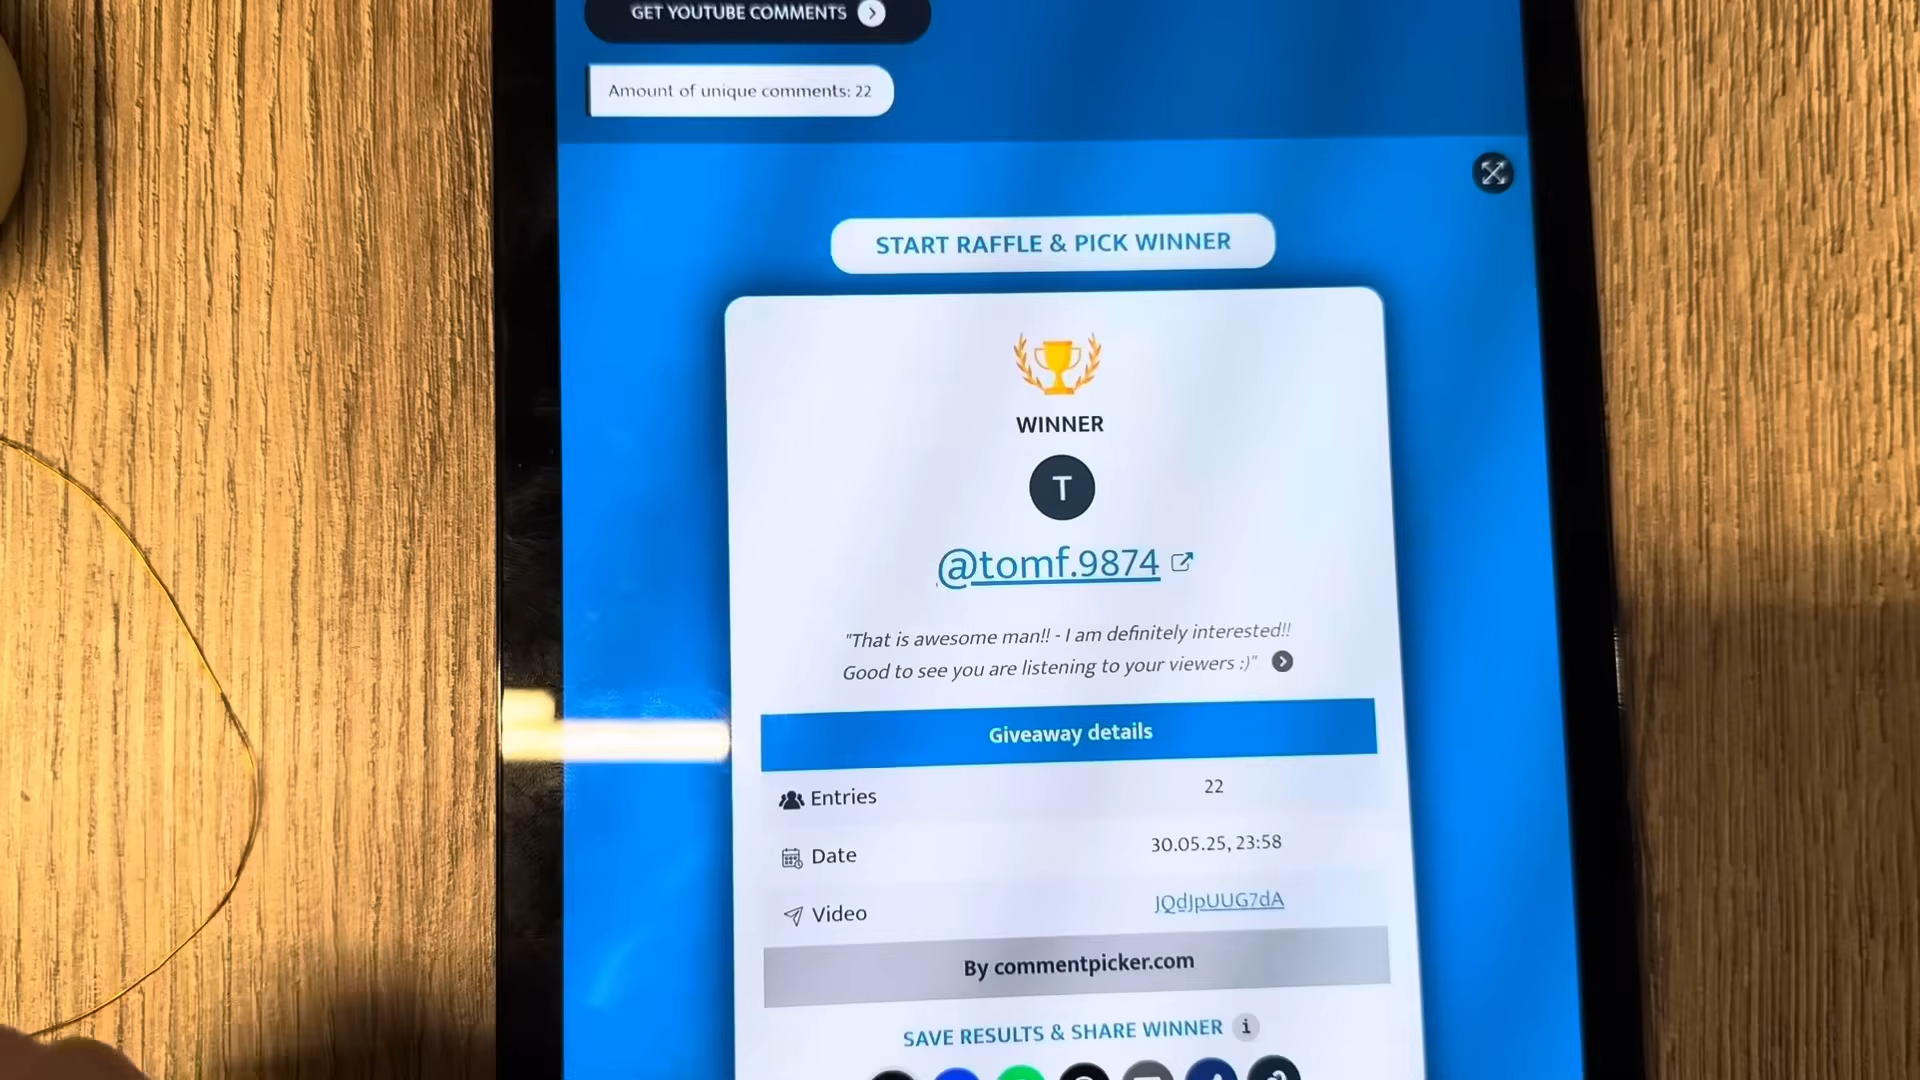 GET YOUTUBE COMMENTS
Amount of unique comments: 22
START RAFFLE & PICK WINNER
WINNER
T
@tomf.9874
"That is awesome man!! - I am definitely interested!!
Good to see you are listening to your viewers :)"
Giveaway details
Entries 22
Date 30.05.25, 23:58
Video JQdJpUUG7dA
By commentpicker.com
SAVE RESULTS & SHARE WINNER i